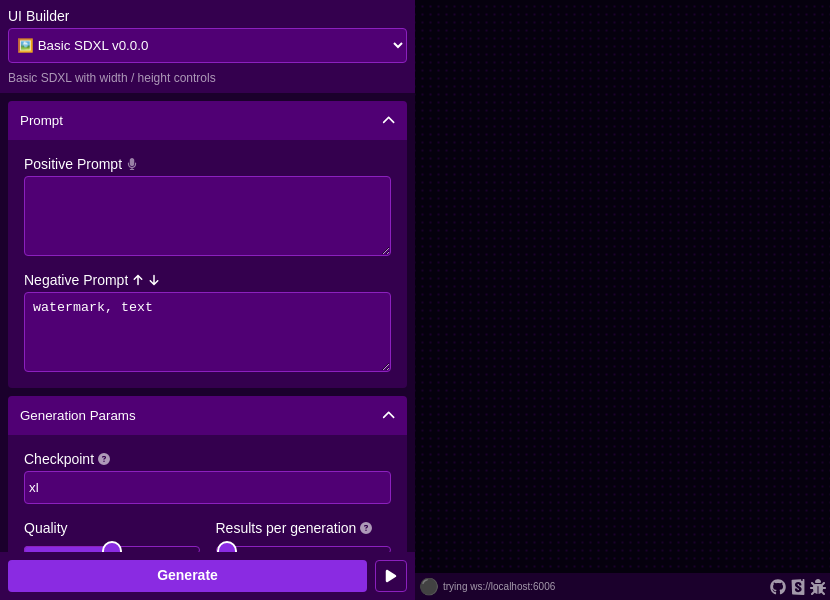 UI Builder
🖼️ Basic SDXL v0.0.0
Basic SDXL with width / height controls
Prompt
Positive Prompt
Negative Prompt
watermark, text
Generation Params
Checkpoint
xl
Quality
Results per generation
Generate
trying ws://localhost:6006